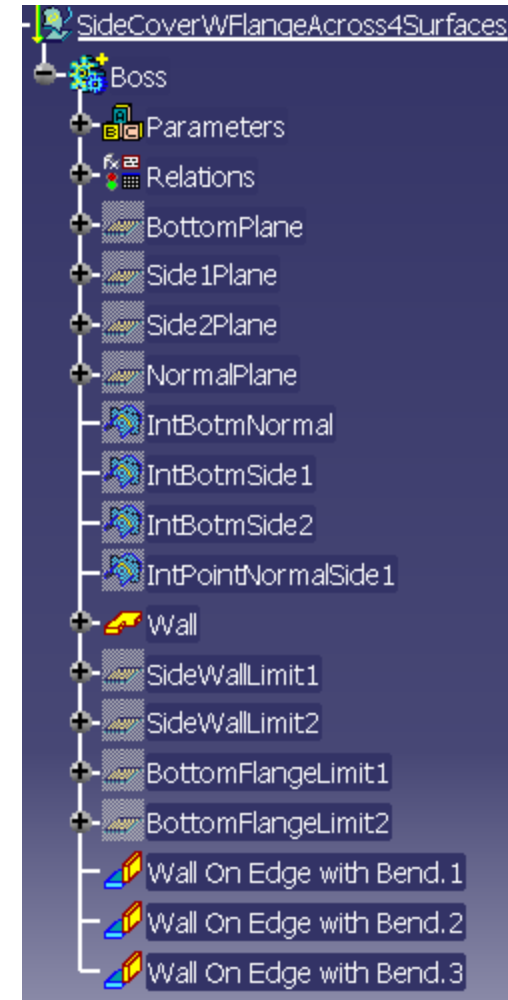 SideCoverWFlangeAcross4Surfaces
Boss
Parameters
Relations
BottomPlane
Side1Plane
Side2Plane
NormalPlane
IntBotmNormal
IntBotmSide1
IntBotmSide2
IntPointNormalSide1
Wall
SideWallLimit1
SideWallLimit2
BottomFlangeLimit1
BottomFlangeLimit2
Wall On Edge with Bend.1
Wall On Edge with Bend.2
Wall On Edge with Bend.3